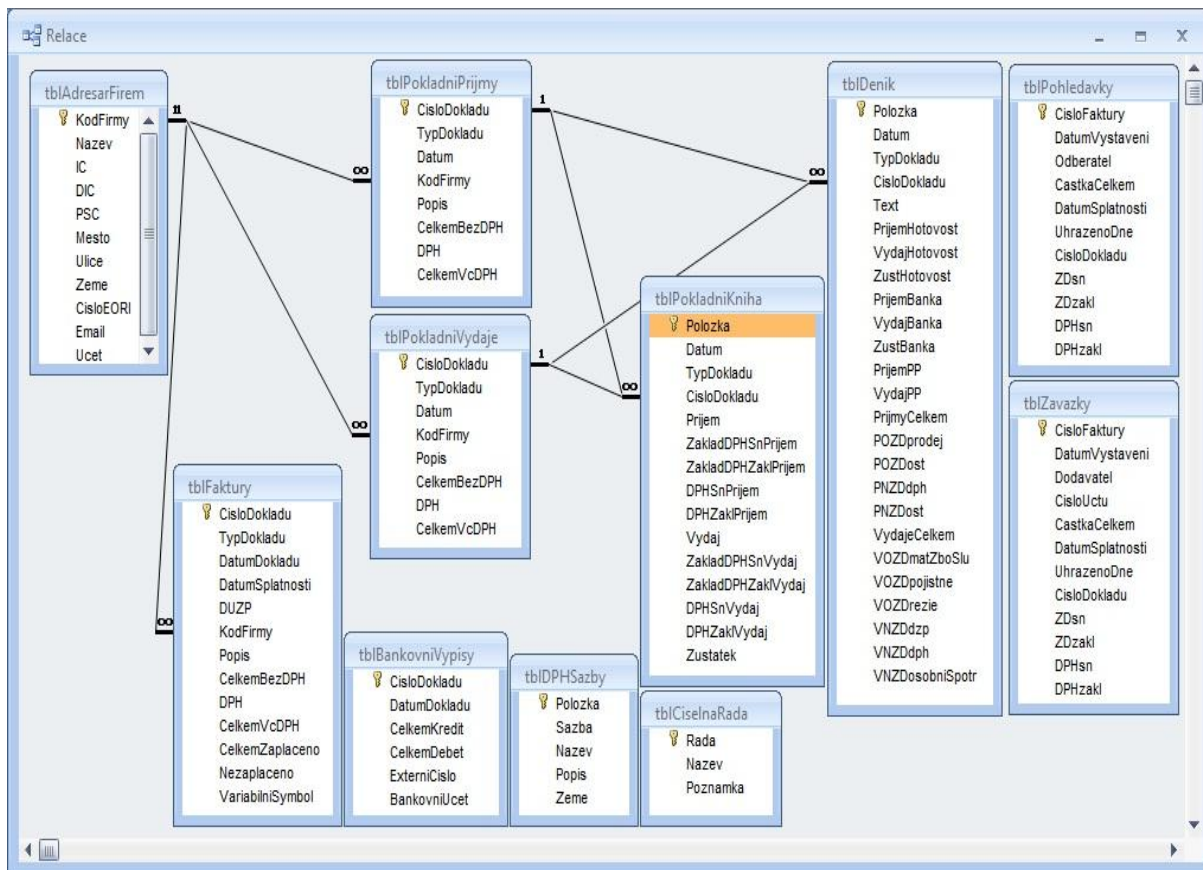 Relace
tblAdresarFirem
KodFirmy
Nazev
IC
DIC
PSC
Mesto
Ulice
Zeme
CisloEORI
Email
Ucet
tblPokladniPrijmy
CisloDokladu
TypDokladu
Datum
KodFirmy
Popis
CelkemBezDPH
DPH
CelkemVcDPH
tblPokladniVydaje
CisloDokladu
TypDokladu
Datum
KodFirmy
Popis
CelkemBezDPH
DPH
CelkemVcDPH
tblFaktury
CisloDokladu
TypDokladu
DatumDokladu
DatumSplatnosti
DUZP
KodFirmy
Popis
CelkemBezDPH
DPH
CelkemVcDPH
CelkemZaplaceno
Nezaplaceno
VariabilniSymbol
tblBankovniVypisy
CisloDokladu
DatumDokladu
CelkemKredit
CelkemDebet
ExterniCislo
BankovniUcet
tblDPHSazby
Polozka
Sazba
Nazev
Popis
Zeme
tblPokladniKniha
Polozka
Datum
TypDokladu
CisloDokladu
Prijem
ZakladDPHSnPrijem
ZakladDPHZaklPrijem
DPHSnPrijem
DPHZaklPrijem
Vydaj
ZakladDPHSnVydaj
ZakladDPHZaklVydaj
DPHSnVydaj
DPHZaklVydaj
Zustatek
tblCiselnaRada
Rada
Nazev
Poznamka
tblDenik
Polozka
Datum
TypDokladu
CisloDokladu
Text
PrijemHotovost
VydajHotovost
ZustHotovost
PrijemBanka
VydajBanka
ZustBanka
PrijemPP
VydajPP
PrijmyCelkem
POZDprodej
POZDost
PNZDdph
PNZDost
VydajeCelkem
VOZDmatZboSlu
VOZDpojistne
VOZDrezie
VNZDdzp
VNZDdph
VNZDosobniSpotr
tblPohledavky
CisloFaktury
DatumVystaveni
Odberatel
CastkaCelkem
DatumSplatnosti
UhrazenoDne
CisloDokladu
ZDsn
ZDzakl
DPHsn
DPHzakl
tblZavazky
CisloFaktury
DatumVystaveni
Dodavatel
CisloUctu
CastkaCelkem
DatumSplatnosti
UhrazenoDne
CisloDokladu
ZDsn
ZDzakl
DPHsn
DPHzakl
1
1
1
1
∞
∞
∞
∞
∞